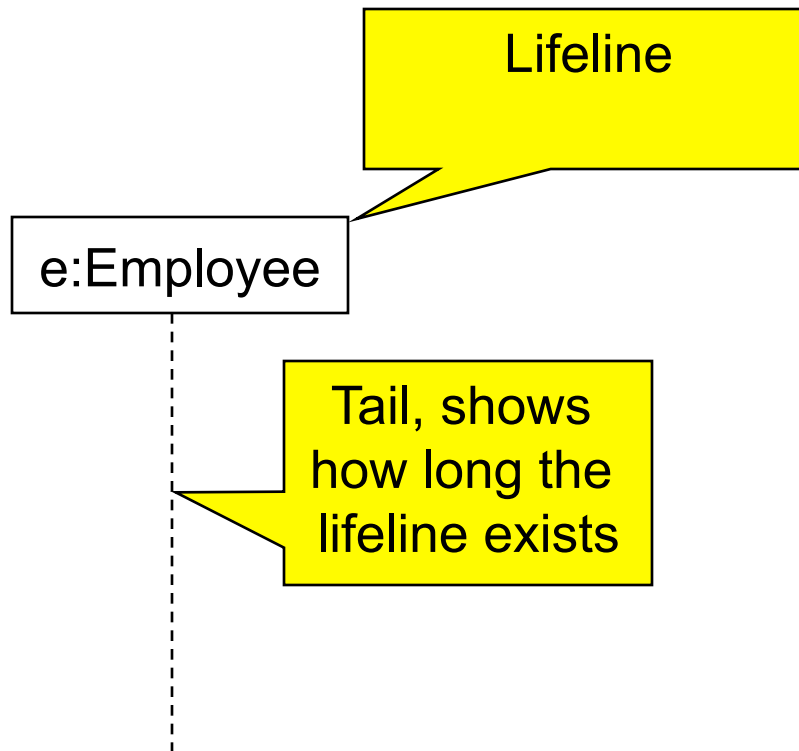 Lifeline
e:Employee
Tail, shows
how long the
lifeline exists